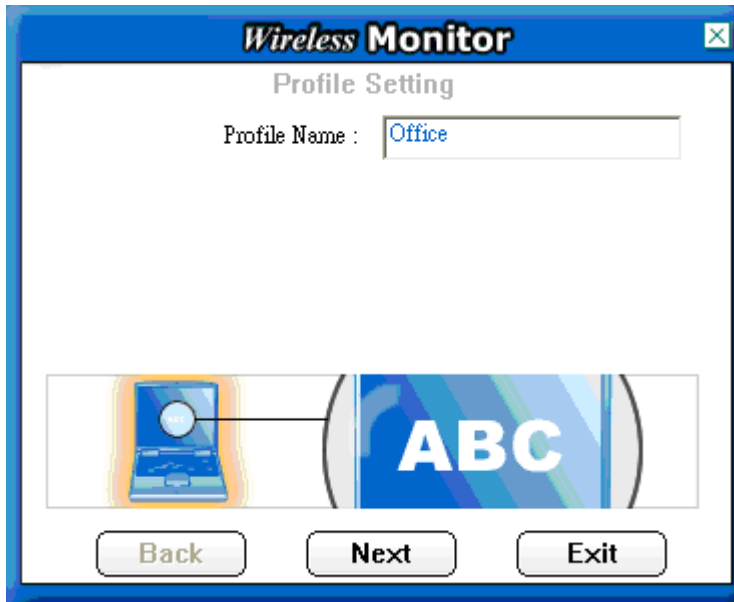 Wireless Monitor
Profile Setting
Profile Name : Office
ABC
Back Next Exit